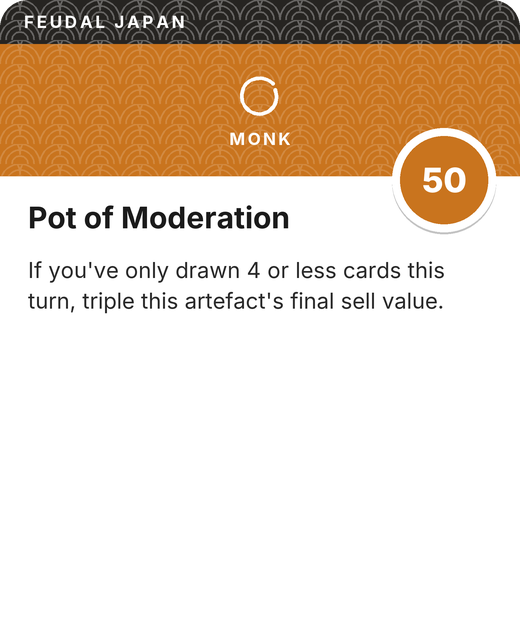 FEUDAL JAPAN
MONK
50
Pot of Moderation
If you've only drawn 4 or less cards this
turn, triple this artefact's final sell value.